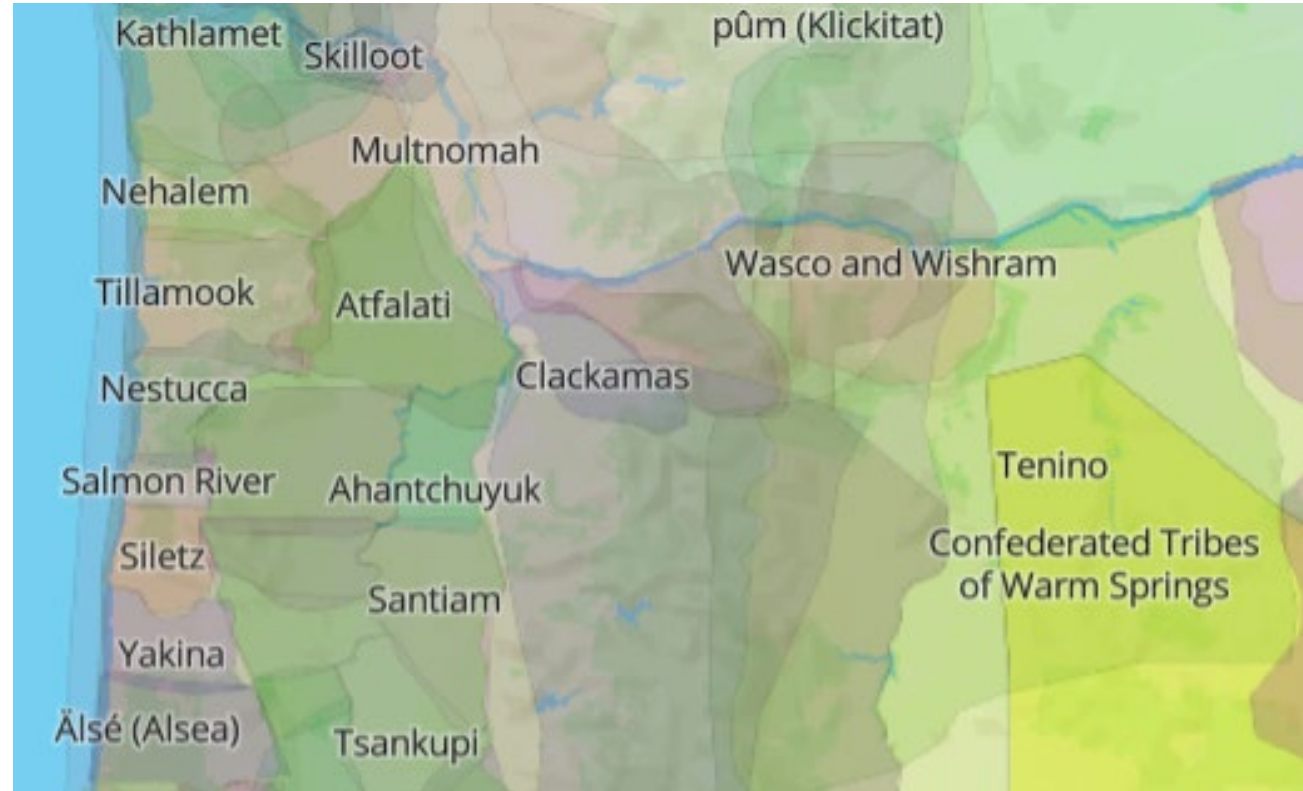 Kathlamet
Skilloot
pûm (Klickitat)
Multnomah
Nehalem
Wasco and Wishram
Tillamook
Atfalati
Clackamas
Nestucca
Tenino
Salmon River
Ahantchuyuk
Siletz
Confederated Tribes
of Warm Springs
Santiam
Yakina
Älsé (Alsea)
Tsankupi